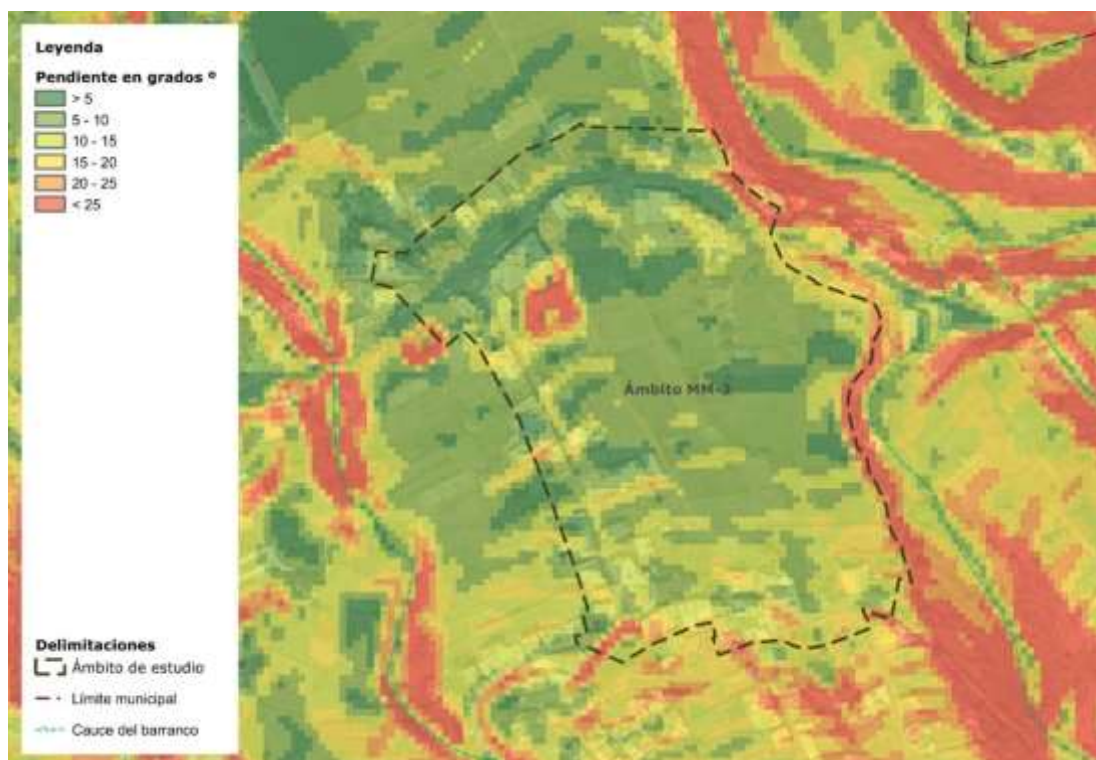 Leyenda
Pendiente en grados º
> 5
5 - 10
10 - 15
15 - 20
20 - 25
< 25
Ámbito MM-3
Delimitaciones
Ámbito de estudio
Límite municipal
Cauce del barranco